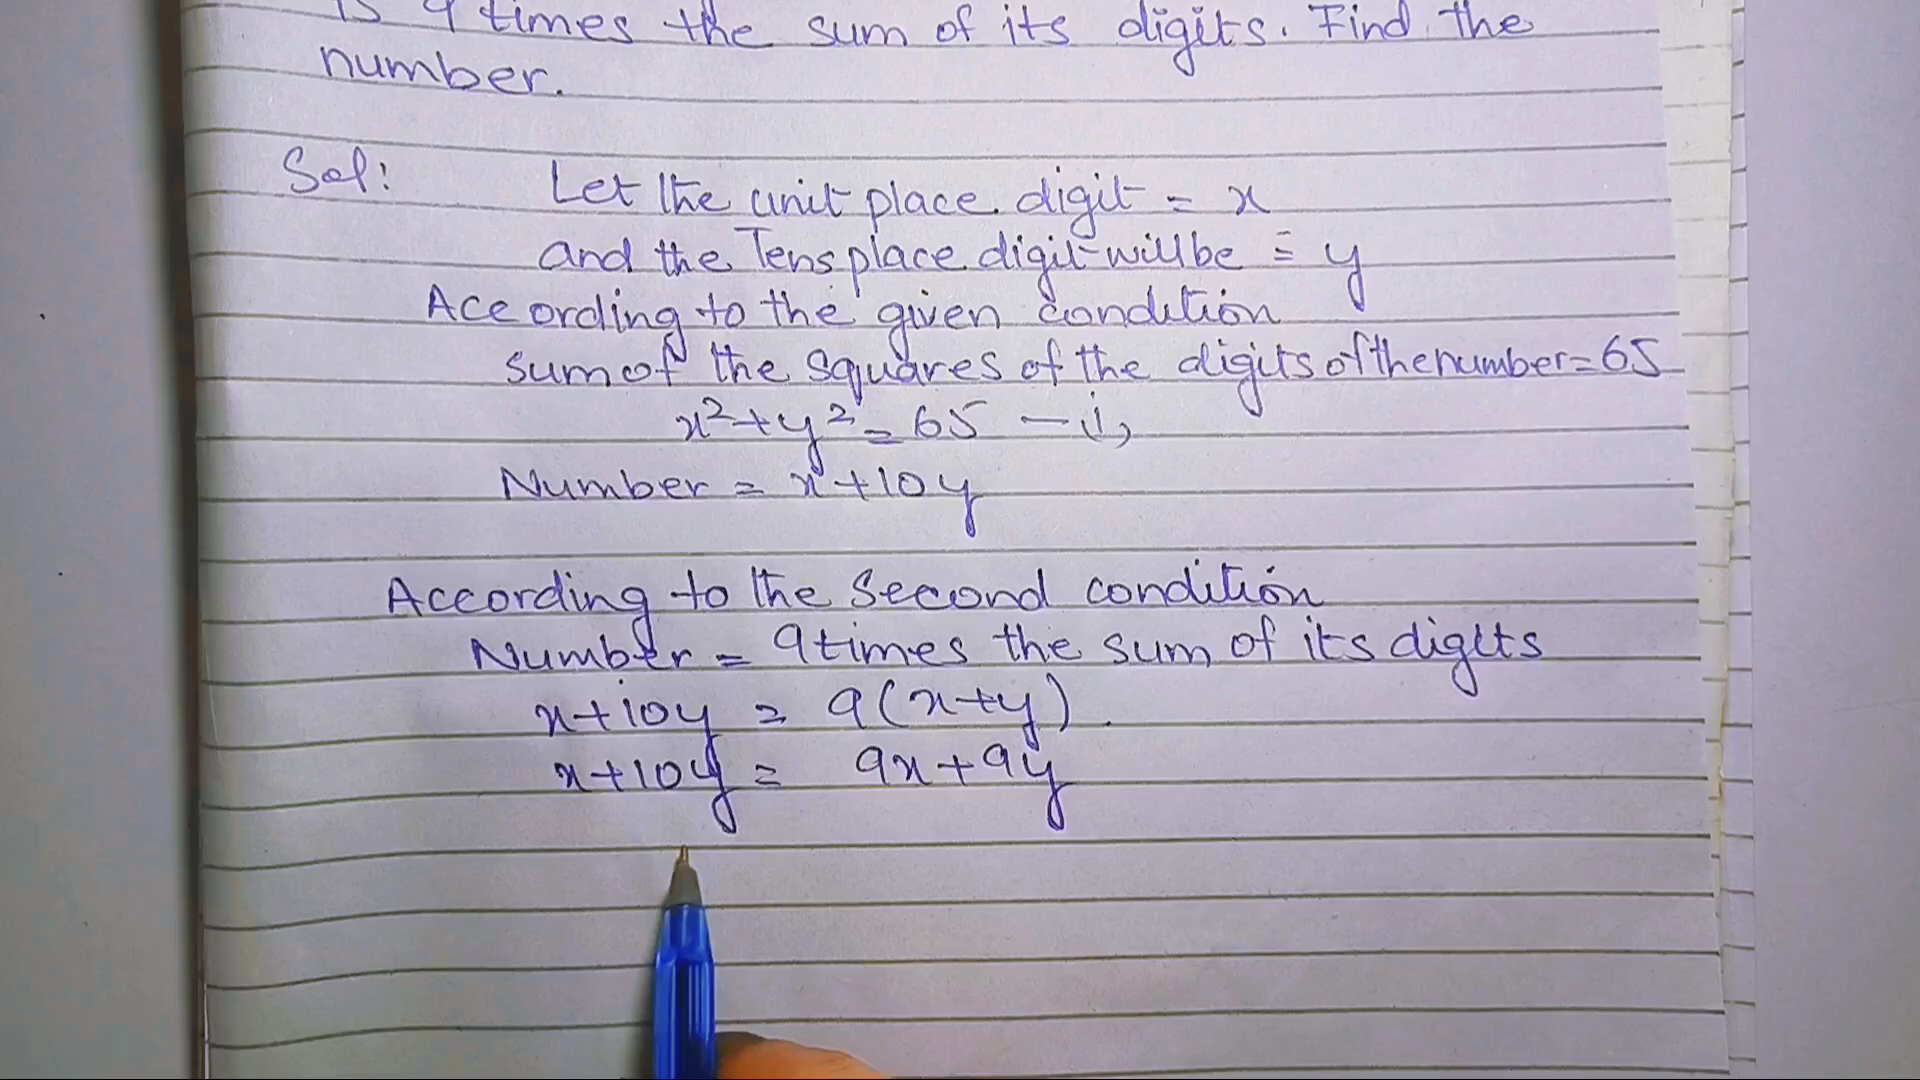 is 9 times the sum of its digits. Find the
number.
Sol: Let the unit place digit = x
and the Tens place digit will be = y
According to the given condition
sum of the squares of the digits of the number = 65
x² + y² = 65 — i,
Number = x + 10y
According to the Second condition
Number = 9 times the sum of its digits
x + 10y = 9(x+y).
x + 10y = 9x + 9y